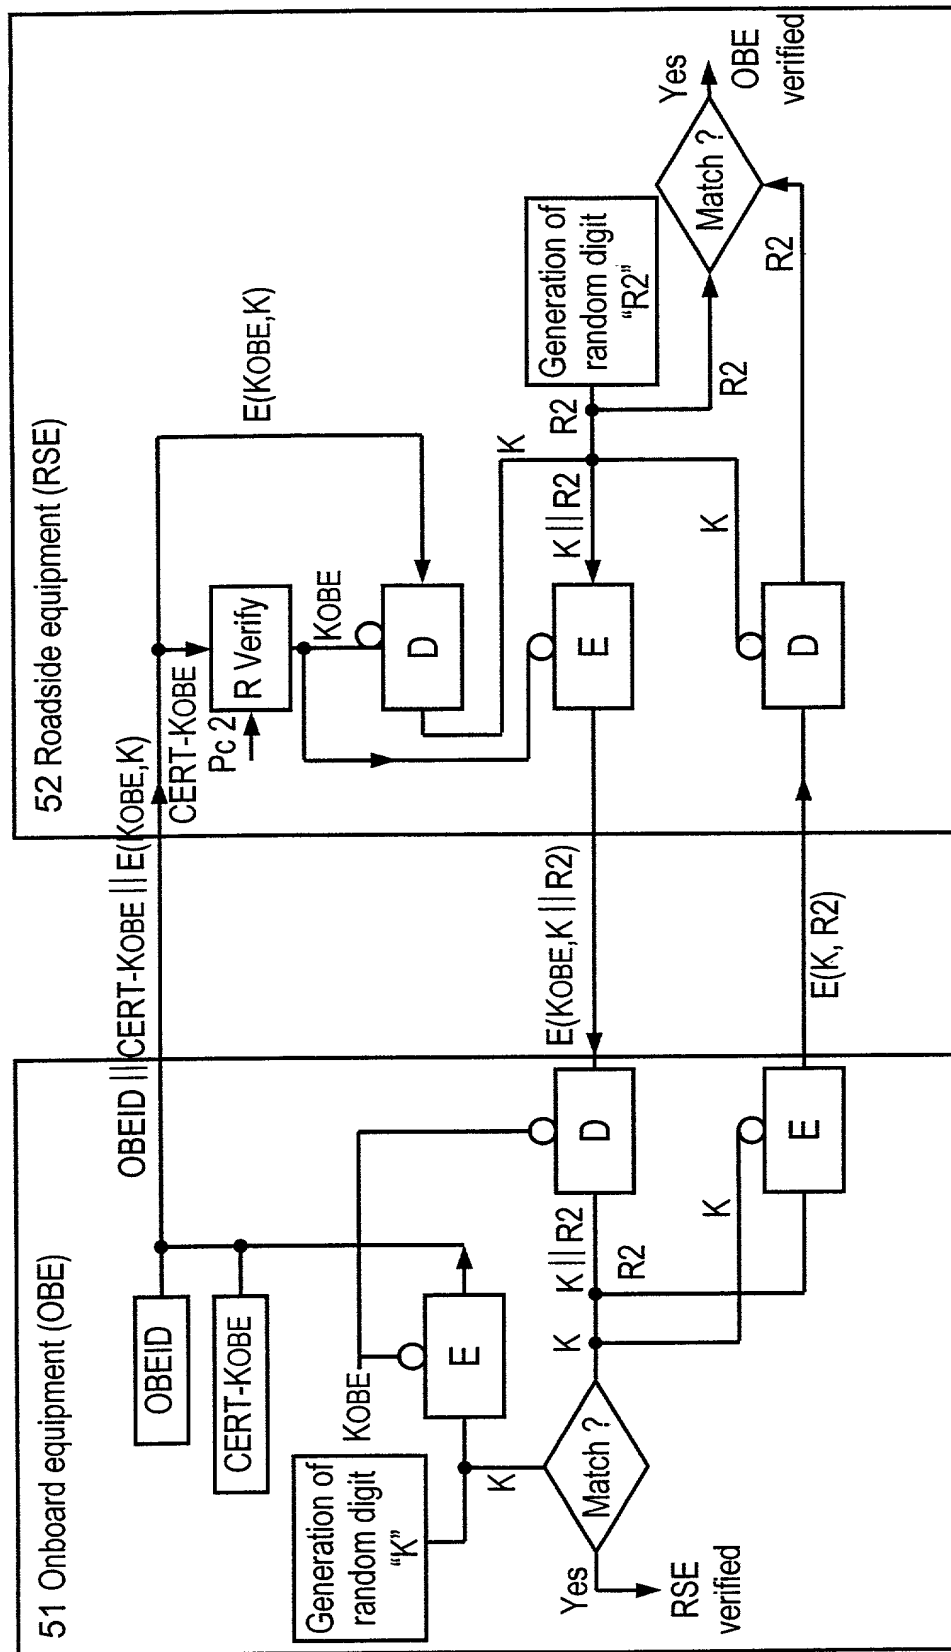 51 Onboard equipment (OBE)
OBEID
CERT-KOBE
Generation of
random digit
“K”
KOBE
E
K
Match ?
Yes
RSE
verified
K
K || R2
R2
D
K
E
OBEID || CERT-KOBE || E(KOBE,K)
E(KOBE,K || R2)
E(K, R2)
52 Roadside equipment (RSE)
CERT-KOBE
Pc 2
R Verify
KOBE
D
E(KOBE,K)
K
E
K || R2
R2
Generation of
random digit
“R2”
R2
K
D
R2
Match ?
Yes
OBE
verified